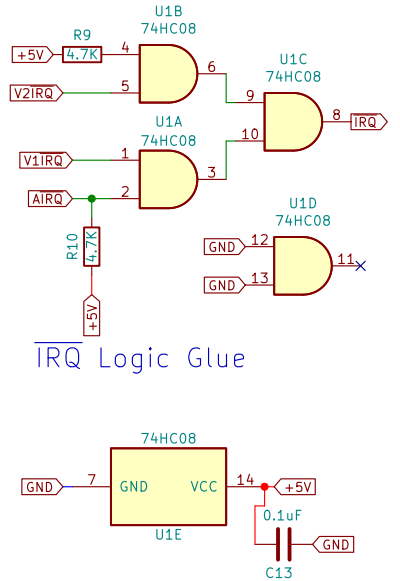 U1B
74HC08
R9
+5V
4.7K
4
6
V2IRQ
5
U1C
74HC08
9
8
IRQ
10
U1A
74HC08
V1IRQ
1
3
AIRQ
2
R10
4.7K
+5V
U1D
74HC08
GND
12
11
GND
13
IRQ Logic Glue
74HC08
GND
7
GND
VCC
14
+5V
U1E
0.1uF
GND
C13